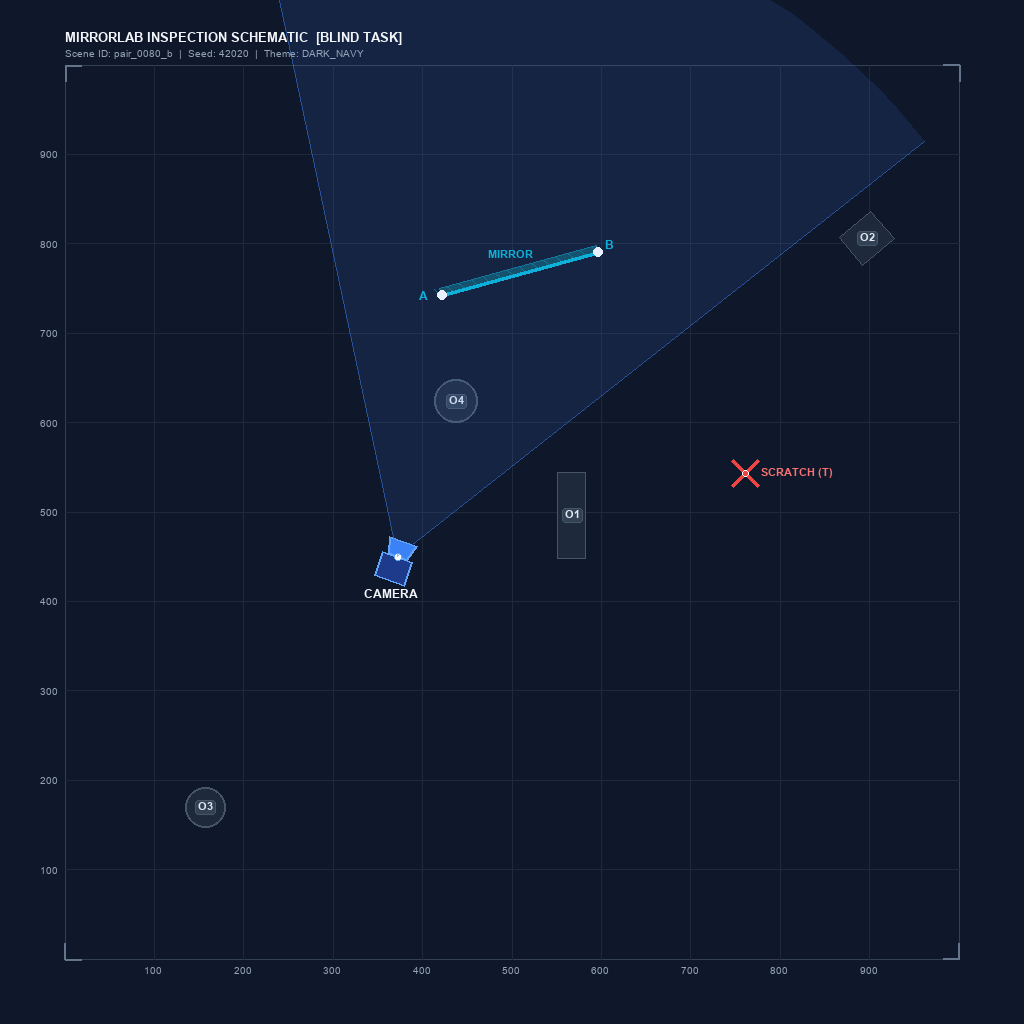 MIRRORLAB INSPECTION SCHEMATIC [BLIND TASK]
Scene ID: pair_0080_b | Seed: 42020 | Theme: DARK_NAVY
900
800
700
600
500
400
300
200
100
MIRROR
B
A
O2
O4
SCRATCH (T)
O1
CAMERA
O3
100 200 300 400 500 600 700 800 900